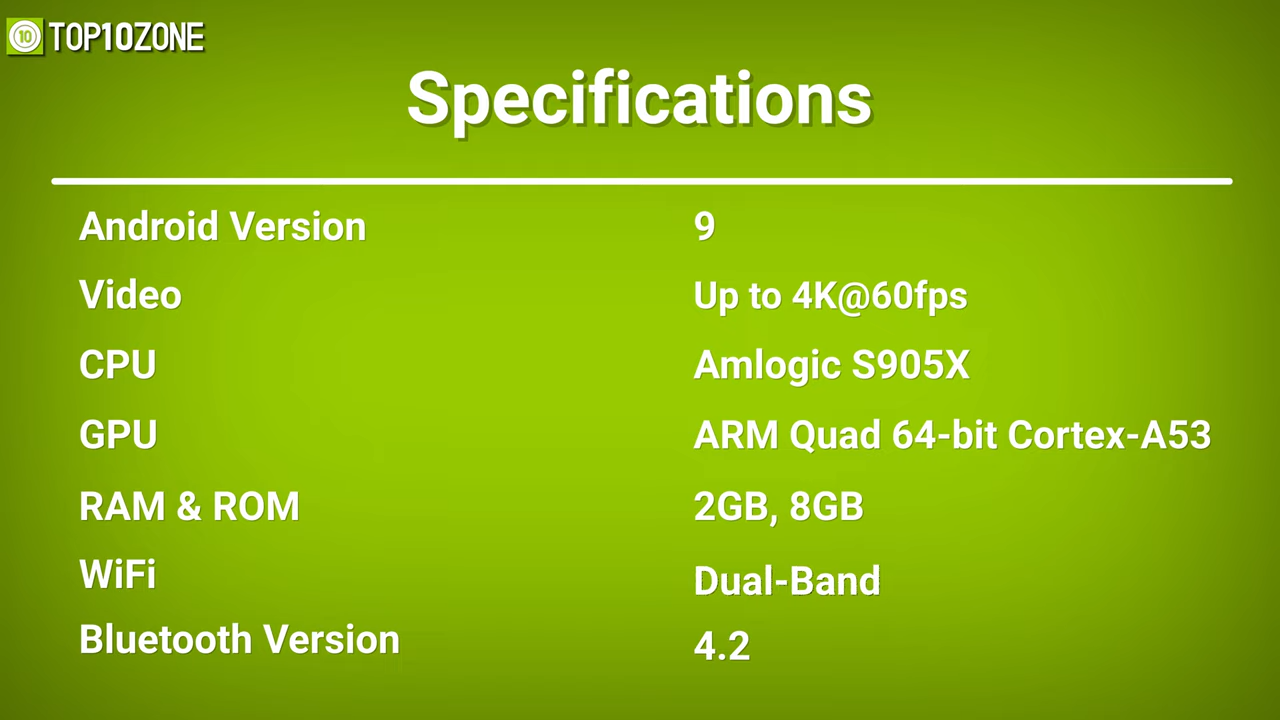 TOP10ZONE
Specifications
Android Version 9
Video Up to 4K@60fps
CPU Amlogic S905X
GPU ARM Quad 64-bit Cortex-A53
RAM & ROM 2GB, 8GB
WiFi Dual-Band
Bluetooth Version 4.2